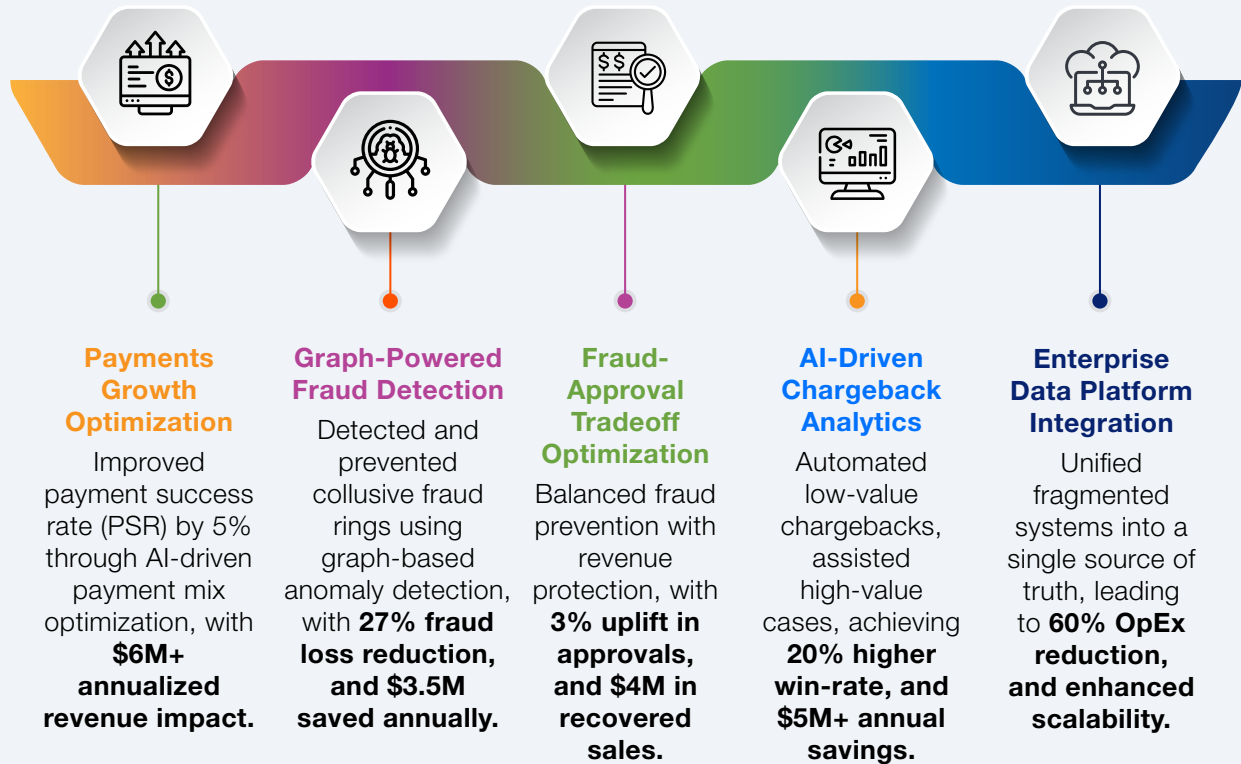 Payments
Growth
Optimization
Improved
payment success
rate (PSR) by 5%
through AI-driven
payment mix
optimization, with
$6M+
annualized
revenue impact.
Graph-Powered
Fraud Detection
Detected and
prevented
collusive fraud
rings using
graph-based
anomaly detection,
with 27% fraud
loss reduction,
and $3.5M
saved annually.
Fraud-
Approval
Tradeoff
Optimization
Balanced fraud
prevention with
revenue
protection, with
3% uplift in
approvals,
and $4M in
recovered
sales.
AI-Driven
Chargeback
Analytics
Automated
low-value
chargebacks,
assisted
high-value
cases, achieving
20% higher
win-rate, and
$5M+ annual
savings.
Enterprise
Data Platform
Integration
Unified
fragmented
systems into a
single source of
truth, leading
to 60% OpEx
reduction,
and enhanced
scalability.